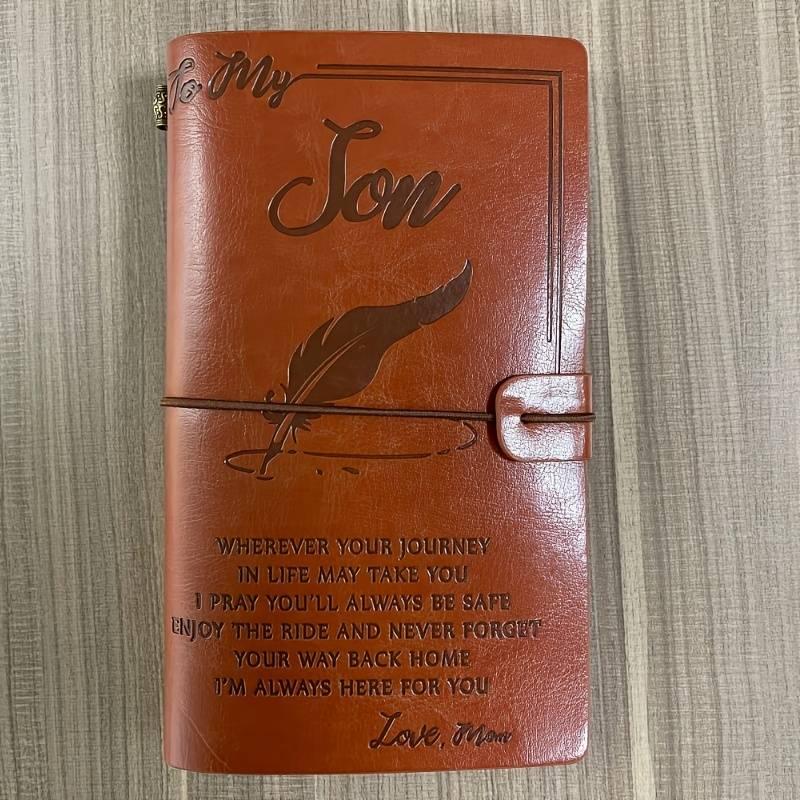 To My
Son
WHEREVER YOUR JOURNEY
IN LIFE MAY TAKE YOU
I PRAY YOU'LL ALWAYS BE SAFE
ENJOY THE RIDE AND NEVER FORGET
YOUR WAY BACK HOME
I'M ALWAYS HERE FOR YOU
Love, Mom